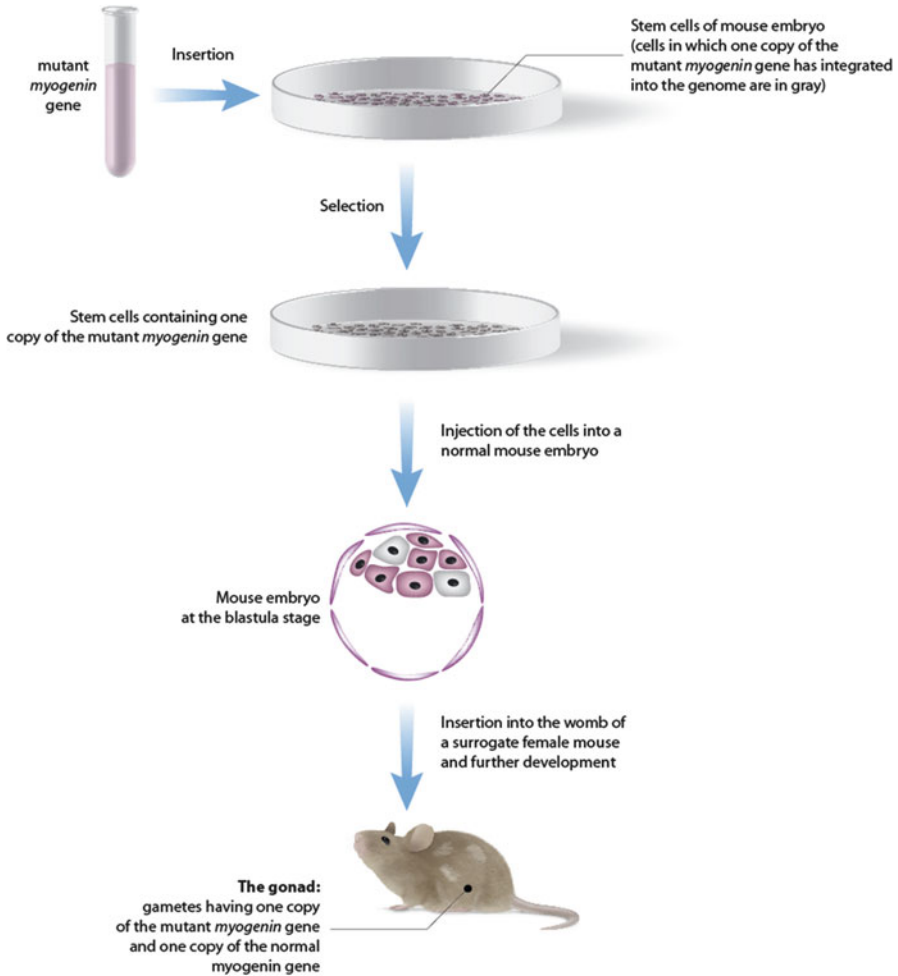 mutant
myogenin
gene
Insertion
Stem cells of mouse embryo
(cells in which one copy of the
mutant myogenin gene has integrated
into the genome are in gray)
Selection
Stem cells containing one
copy of the mutant myogenin gene
Injection of the cells into a
normal mouse embryo
Mouse embryo
at the blastula stage
Insertion into the womb of
a surrogate female mouse
and further development
The gonad:
gametes having one copy
of the mutant myogenin gene
and one copy of the normal
myogenin gene